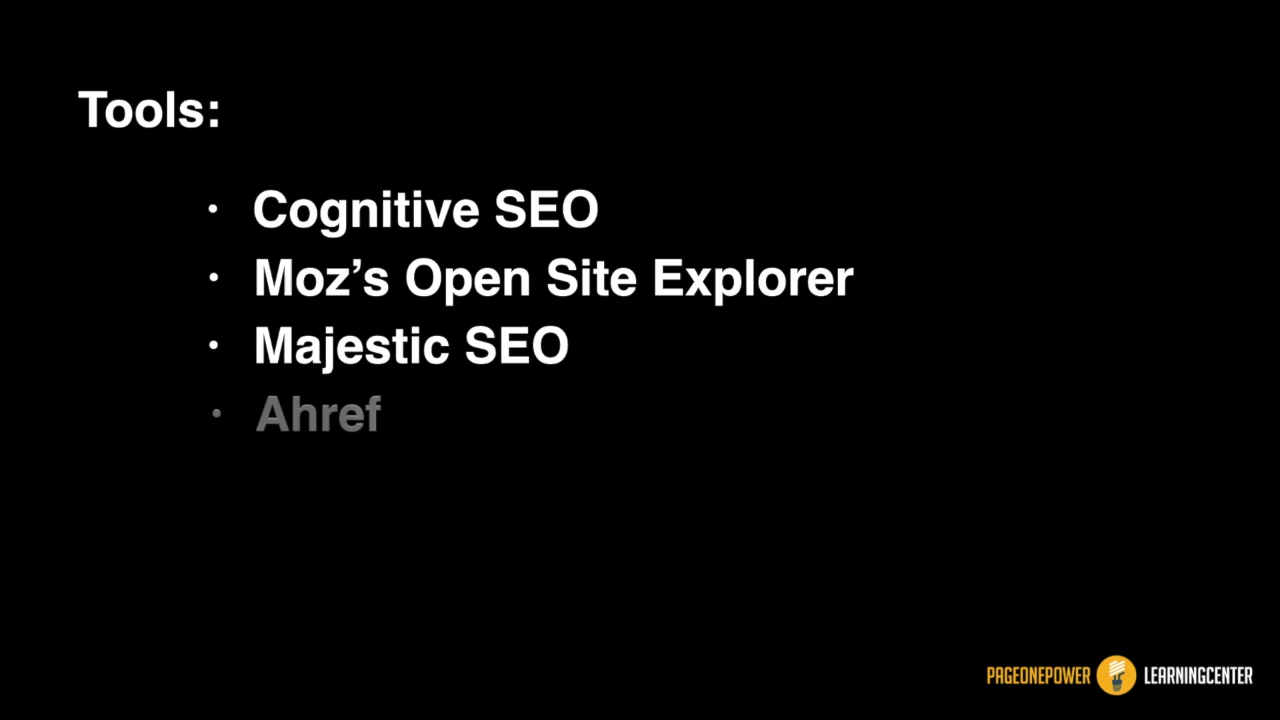 Tools:
· Cognitive SEO
· Moz’s Open Site Explorer
· Majestic SEO
· Ahref
PAGEONEPOWER LEARNINGCENTER